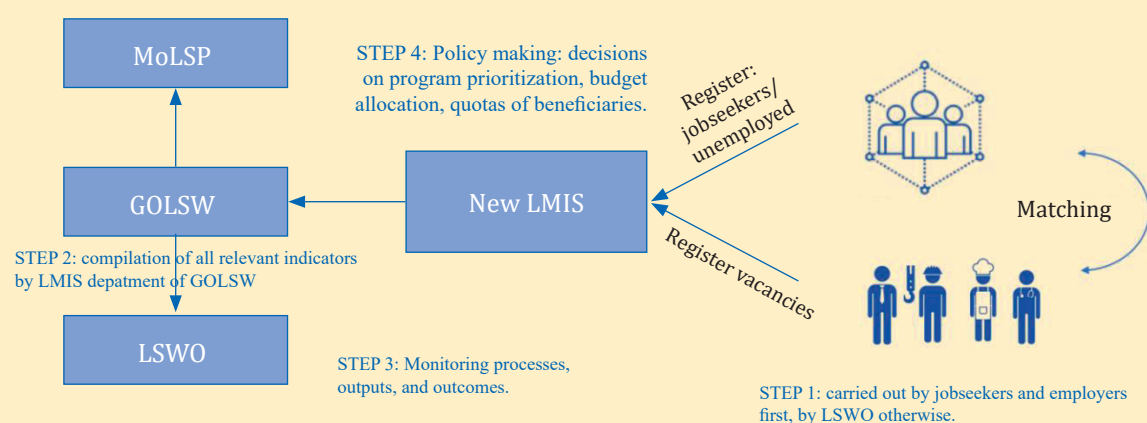 MoLSP
STEP 4: Policy making: decisions
on program prioritization, budget
allocation, quotas of beneficiaries.
Register:
jobseekers/
unemployed
GOLSW
New LMIS
Matching
STEP 2: compilation of all relevant indicators
by LMIS depatment of GOLSW
Register vacancies
LSWO
STEP 3: Monitoring processes,
outputs, and outcomes.
STEP 1: carried out by jobseekers and employers
first, by LSWO otherwise.